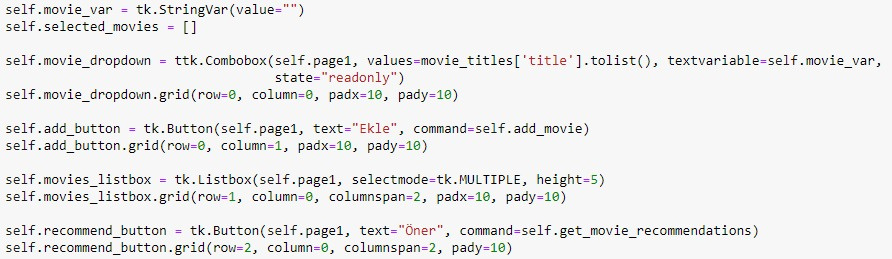 self.movie_var = tk.StringVar(value="")
self.selected_movies = []
self.movie_dropdown = ttk.Combobox(self.page1, values=movie_titles['title'].tolist(), textvariable=self.movie_var,
state="readonly")
self.movie_dropdown.grid(row=0, column=0, padx=10, pady=10)
self.add_button = tk.Button(self.page1, text="Ekle", command=self.add_movie)
self.add_button.grid(row=0, column=1, padx=10, pady=10)
self.movies_listbox = tk.Listbox(self.page1, selectmode=tk.MULTIPLE, height=5)
self.movies_listbox.grid(row=1, column=0, columnspan=2, padx=10, pady=10)
self.recommend_button = tk.Button(self.page1, text="Öner", command=self.get_movie_recommendations)
self.recommend_button.grid(row=2, column=0, columnspan=2, pady=10)